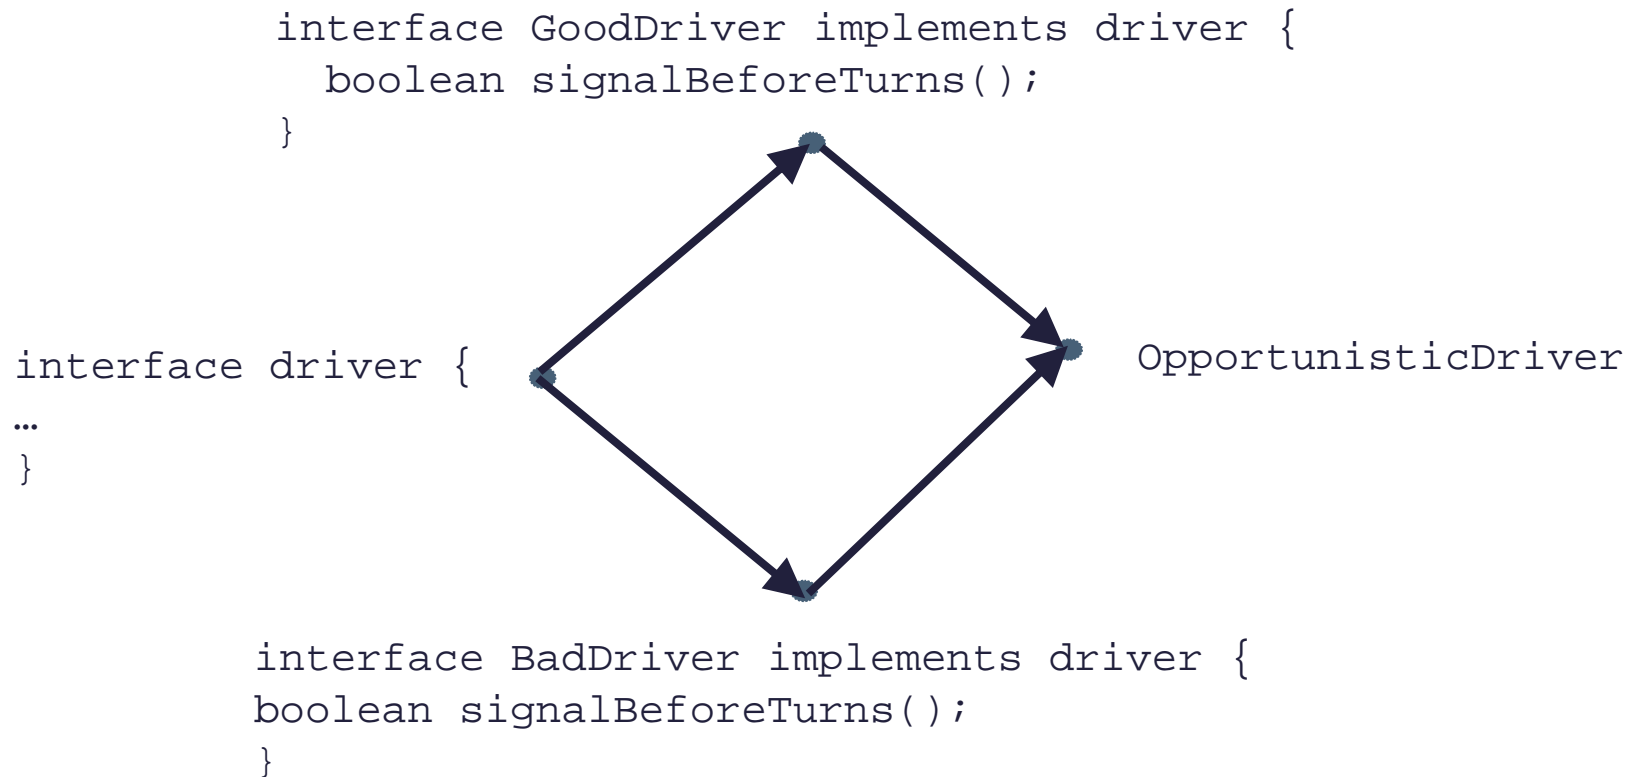 interface GoodDriver implements driver {
boolean signalBeforeTurns();
}
interface driver {
…
}
OpportunisticDriver
interface BadDriver implements driver {
boolean signalBeforeTurns();
}